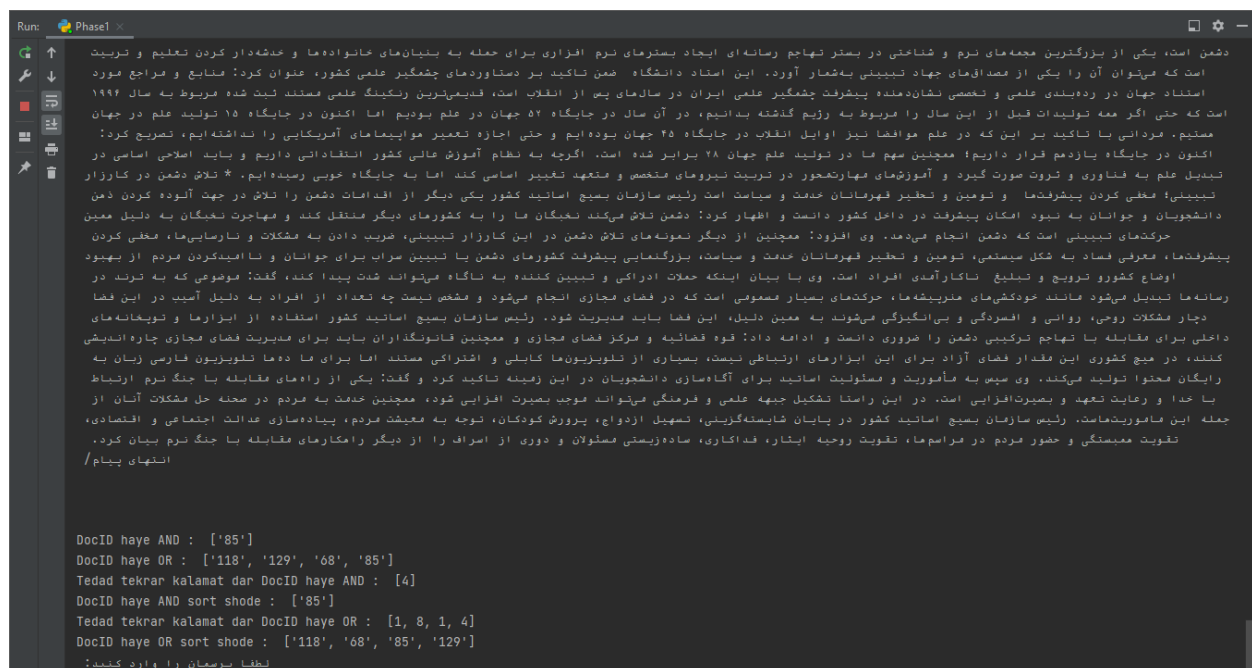 Run:
Phase1
دشمن است، یکی از بزرگترین هجمه‌های نرم و شناختی در بستر تهاجم رسانه‌ای ایجاد بسترهای نرم افزاری برای حمله به بنیان‌های خانواده‌ها و خدشه‌دار کردن تعلیم و تربیت
است که می‌توان آن را یکی از مصداق‌های جهاد تبیینی به‌شمار آورد. این استاد دانشگاه ضمن تاکید بر دستاوردهای چشمگیر علمی کشور، عنوان کرد: منابع و مراجع مورد
استناد جهان در رده‌بندی علمی و تخصصی نشان‌دهنده پیشرفت چشمگیر علمی ایران در سال‌های پس از انقلاب است، قدیمی‌ترین رنکینگ علمی مستند ثبت شده مربوط به سال ۱۹۹۶
است که حتی اگر همه تولیدات قبل از این سال را مربوط به رژیم گذشته بدانیم، در آن سال در جایگاه ۵۲ جهان در علم بودیم اما اکنون در جایگاه ۱۵ تولید علم در جهان
هستیم. مردانی با تاکید بر این که در علم هوافضا نیز اوایل انقلاب در جایگاه ۴۵ جهان بوده‌ایم و حتی اجازه تعمیر هواپیماهای آمریکایی را نداشته‌ایم، تصریح کرد:
اکنون در جایگاه یازدهم قرار داریم؛ همچنین سهم ما در تولید علم جهان ۲۸ برابر شده است. اگرچه به نظام آموزش عالی کشور انتقاداتی داریم و باید اصلاحی اساسی در
تبدیل علم به فناوری و ثروت صورت گیرد و آموزش‌های مهارت‌محور در تربیت نیروهای متخصص و متعهد تغییر اساسی کند اما به جایگاه خوبی رسیده‌ایم. * تلاش دشمن در کارزار
تبیینی؛ مخفی کردن پیشرفت‌ها و توهین و تحقیر قهرمانان خدمت و سیاست است رئیس سازمان بسیج اساتید کشور یکی دیگر از اقدامات دشمن را تلاش در جهت آلوده کردن ذهن
دانشجویان و جوانان به نبود امکان پیشرفت در داخل کشور دانست و اظهار کرد: دشمن تلاش می‌کند نخبگان ما را به کشورهای دیگر منتقل کند و مهاجرت نخبگان به دلیل همین
حرکت‌های تبیینی است که دشمن انجام می‌دهد. وی افزود: همچنین از دیگر نمونه‌های تلاش دشمن در این کارزار تبیینی، ضریب دادن به مشکلات و نارسایی‌ها، مخفی کردن
پیشرفت‌ها، معرفی فساد به شکل سیستمی، توهین و تحقیر قهرمانان خدمت و سیاست، بزرگنمایی پیشرفت کشورهای دشمن یا تبیین سراب برای جوانان و ناامیدکردن مردم از بهبود
اوضاع کشورو ترویج و تبلیغ ناکارآمدی افراد است. وی با بیان اینکه حملات ادراکی و تبیین کننده به ناگاه می‌تواند شدت پیدا کند، گفت: موضوعی که به ترند در
رسانه‌ها تبدیل می‌شود مانند خودکشی‌های هنرپیشه‌ها، حرکت‌های بسیار مسمومی است که در فضای مجازی انجام می‌شود و مشخص نیست چه تعداد از افراد به دلیل آسیب در این فضا
دچار مشکلات روحی، روانی و افسردگی و بی‌انگیزگی می‌شوند به همین دلیل، این فضا باید مدیریت شود. رئیس سازمان بسیج اساتید کشور استفاده از ابزارها و توپخانه‌های
داخلی برای مقابله با تهاجم ترکیبی دشمن را ضروری دانست و ادامه داد: قوه قضائیه و مرکز فضای مجازی و همچنین قانونگذاران باید برای مدیریت فضای مجازی چاره‌اندیشی
کنند، در هیچ کشوری این مقدار فضای آزاد برای این ابزارهای ارتباطی نیست، بسیاری از تلویزیون‌ها کابلی و اشتراکی هستند اما برای ما ده‌ها تلویزیون فارسی زبان به
رایگان محتوا تولید می‌کند. وی سپس به مأموریت و مسئولیت اساتید برای آگاه‌سازی دانشجویان در این زمینه تاکید کرد و گفت: یکی از راه‌های مقابله با جنگ نرم ارتباط
با خدا و رعایت تعهد و بصیرت‌افزایی است. در این راستا تشکیل جبهه علمی و فرهنگی می‌تواند موجب بصیرت افزایی شود، همچنین خدمت به مردم در صحنه حل مشکلات آنان از
جمله این ماموریت‌هاست. رئیس سازمان بسیج اساتید کشور در پایان شایسته‌گزینی، تسهیل ازدواج، پرورش کودکان، توجه به معیشت مردم، پیاده‌سازی عدالت اجتماعی و اقتصادی،
تقویت همبستگی و حضور مردم در مراسم‌ها، تقویت روحیه ایثار، فداکاری، ساده‌زیستی مسئولان و دوری از اسراف را از دیگر راهکارهای مقابله با جنگ نرم بیان کرد.
انتهای پیام/
DocID haye AND :  ['85']
DocID haye OR :  ['118', '129', '68', '85']
Tedad tekrar kalamat dar DocID haye AND :  [4]
DocID haye AND sort shode :  ['85']
Tedad tekrar kalamat dar DocID haye OR :  [1, 8, 1, 4]
DocID haye OR sort shode :  ['118', '68', '85', '129']
لطفا پرسمان را وارد کنید: